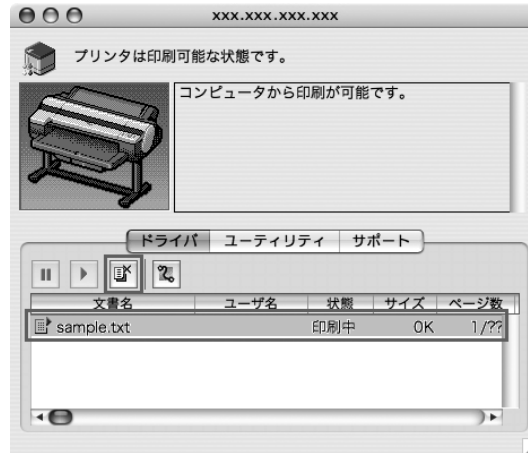 xxx.xxx.xxx.xxx
プリンタは印刷可能な状態です。
コンピュータから印刷が可能です。
ドライバ ユーティリティ サポート
文書名 ユーザ名 状態 サイズ ページ数
sample.txt 印刷中 0K 1/??